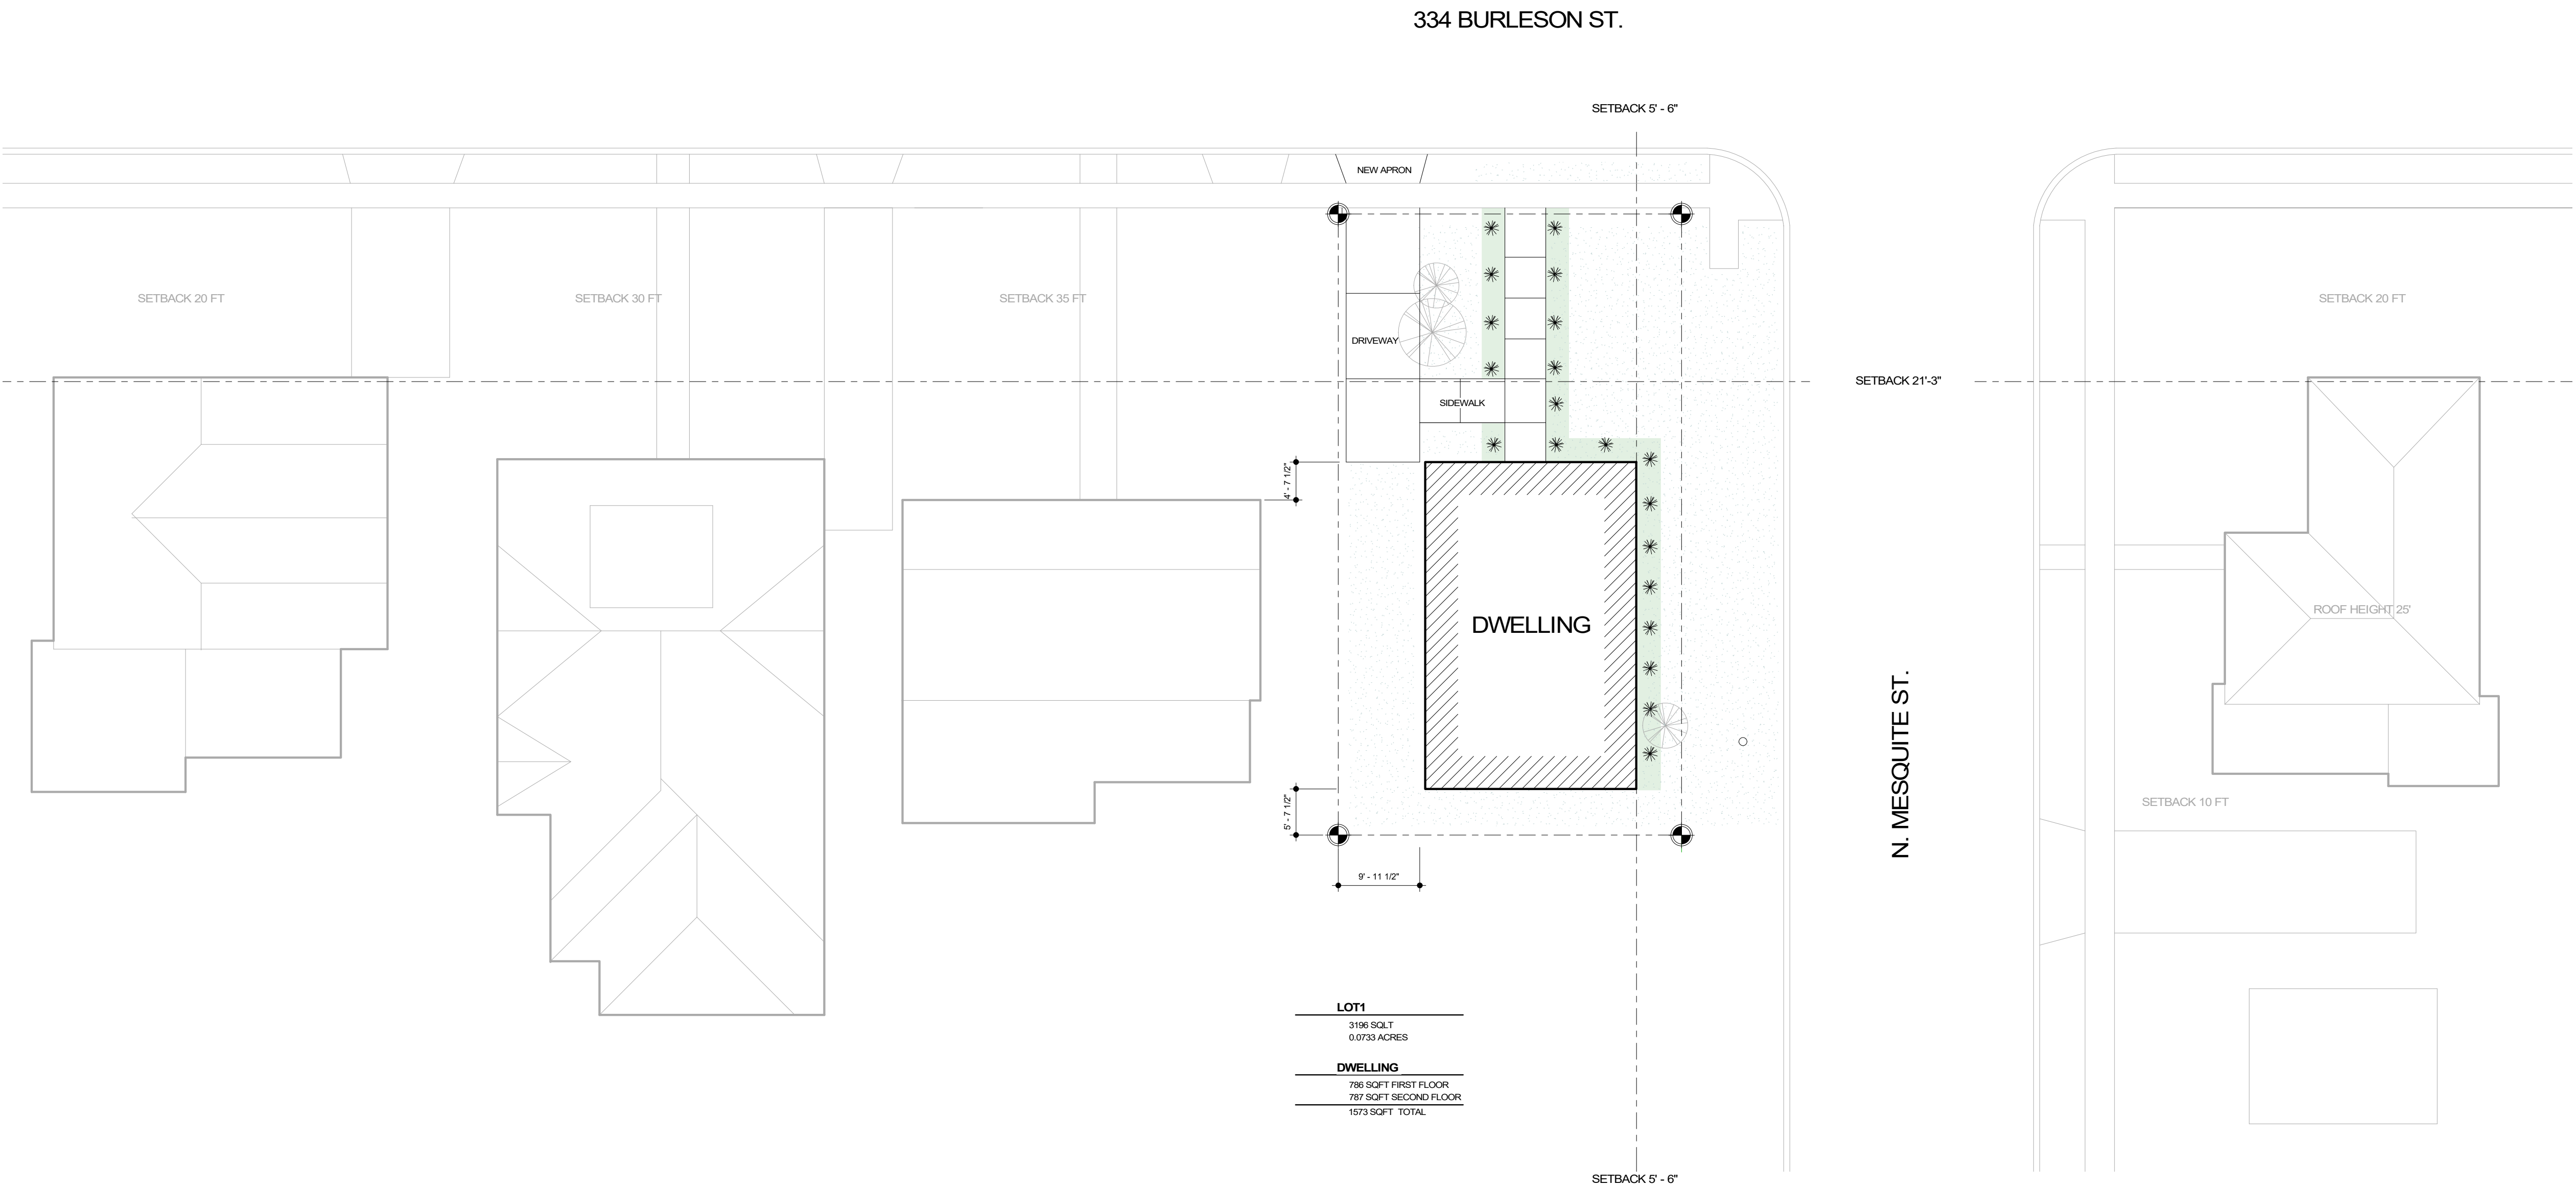 334 BURLESON ST.
SETBACK 5' - 6"
NEW APRON
SETBACK 20 FT
SETBACK 30 FT
SETBACK 35 FT
SETBACK 20 FT
DRIVEWAY
SETBACK 21'-3"
SIDEWALK
4' - 7 1/2"
ROOF HEIGHT 25'
DWELLING
N. MESQUITE ST.
SETBACK 10 FT
5' - 7 1/2"
9' - 11 1/2"
LOT1
3196 SQLT
0.0733 ACRES
DWELLING
786 SQFT FIRST FLOOR
787 SQFT SECOND FLOOR
1573 SQFT TOTAL
SETBACK 5' - 6"